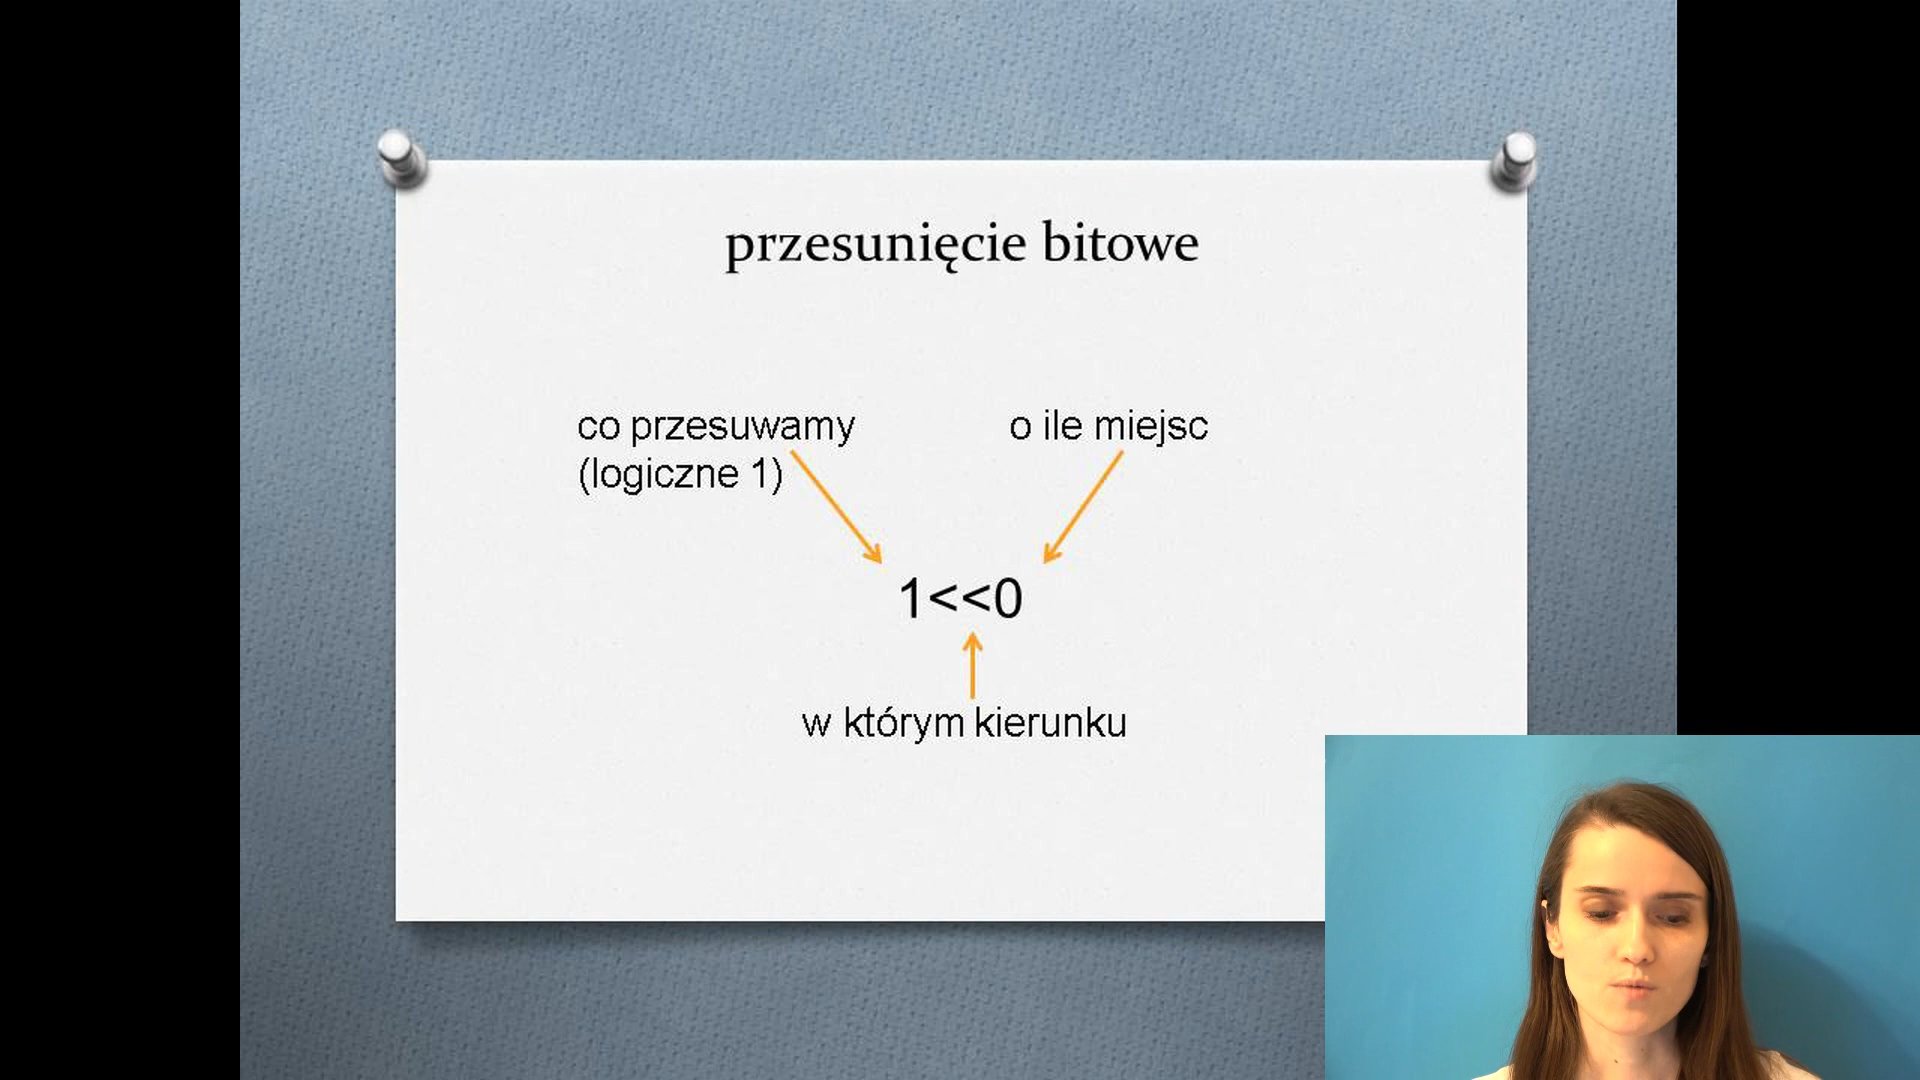 przesunięcie bitowe
co przesuwamy
(logiczne 1)
o ile miejsc
1<<0
w którym kierunku